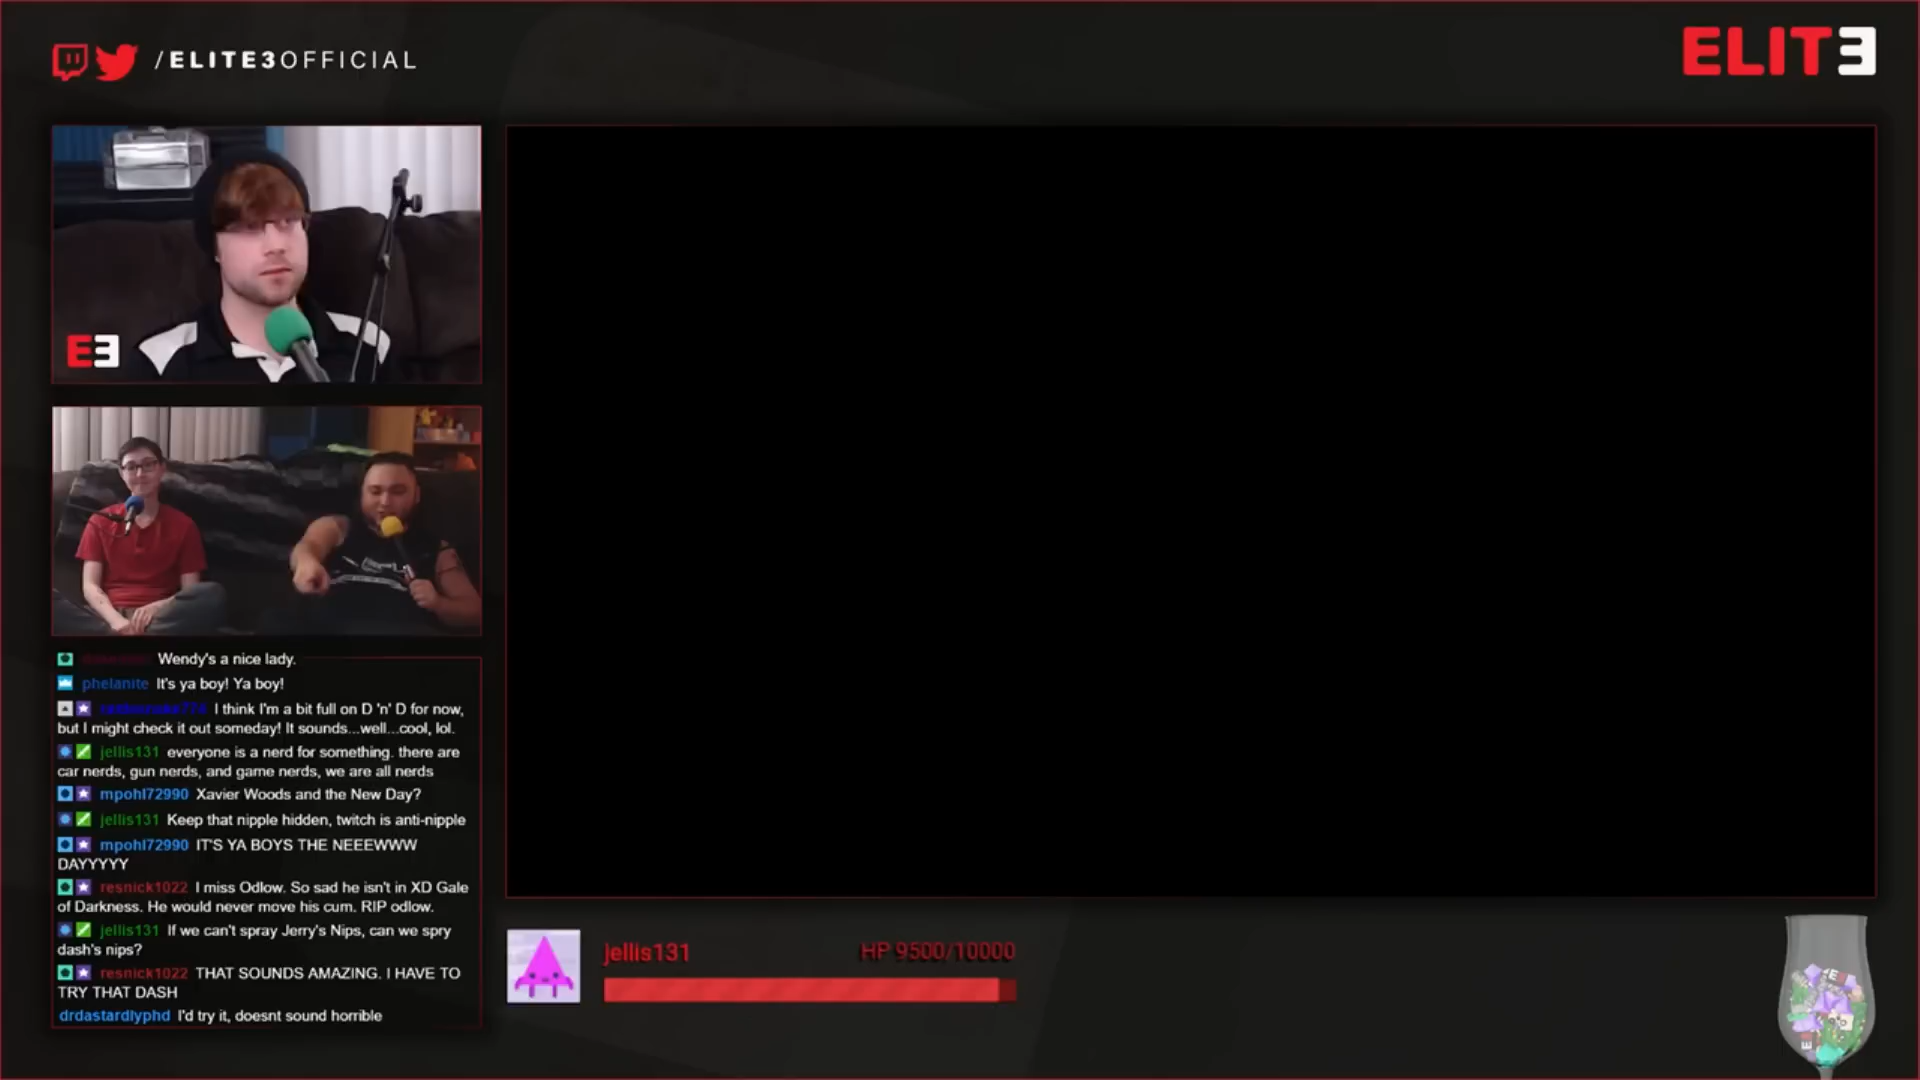 /ELITE3OFFICIAL
ELIT3
E3
Wendy's a nice lady.
phelanite It's ya boy! Ya boy!
I think I'm a bit full on D 'n' D for now,
but I might check it out someday! It sounds...well...cool, lol.
jellis131 everyone is a nerd for something. there are
car nerds, gun nerds, and game nerds, we are all nerds
mpohl72990 Xavier Woods and the New Day?
jellis131 Keep that nipple hidden, twitch is anti-nipple
mpohl72990 IT'S YA BOYS THE NEEEWWW
DAYYYYY
resnick1022 I miss Odlow. So sad he isn't in XD Gale
of Darkness. He would never move his cum. RIP odlow.
jellis131 If we can't spray Jerry's Nips, can we spry
dash's nips?
resnick1022 THAT SOUNDS AMAZING. I HAVE TO
TRY THAT DASH
drdastardlyphd I'd try it, doesnt sound horrible
jellis131 HP 9500/10000